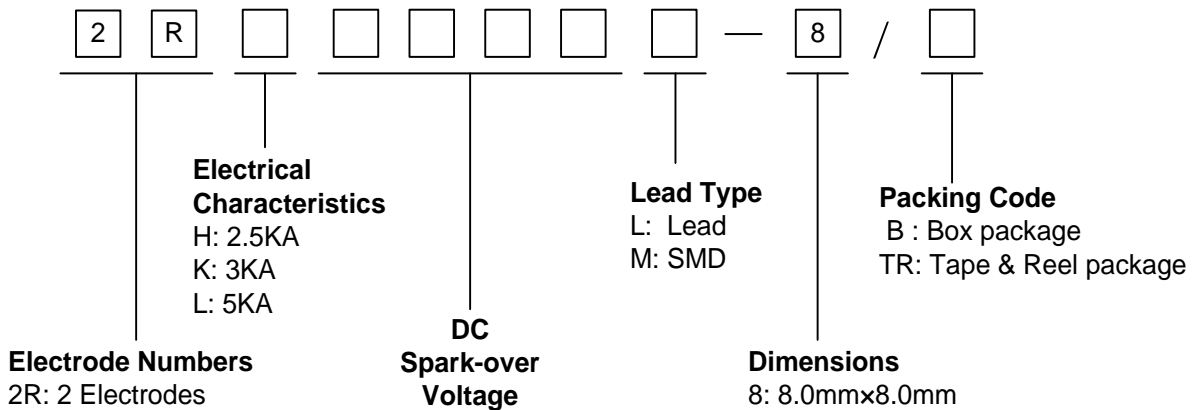 2 R — 8 /
Electrical
Characteristics
H: 2.5KA
K: 3KA
L: 5KA
Lead Type
L: Lead
M: SMD
Packing Code
B : Box package
TR: Tape & Reel package
Electrode Numbers
2R: 2 Electrodes
DC
Spark-over
Voltage
Dimensions
8: 8.0mm×8.0mm